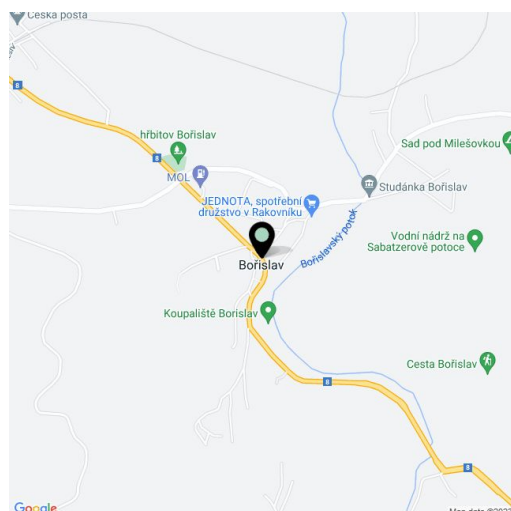 Česká pošta
8
hřbitov Bořislav
8
MOL
Sad pod Milešovkou
Studánka Bořislav
JEDNOTA, spotřební
družstvo v Rakovníku
Bořislavský potok
Vodní nádrž na
Sabatzerově potoce
Bořislav
Koupaliště Borislav
Cesta Bořislav
8
8
Google